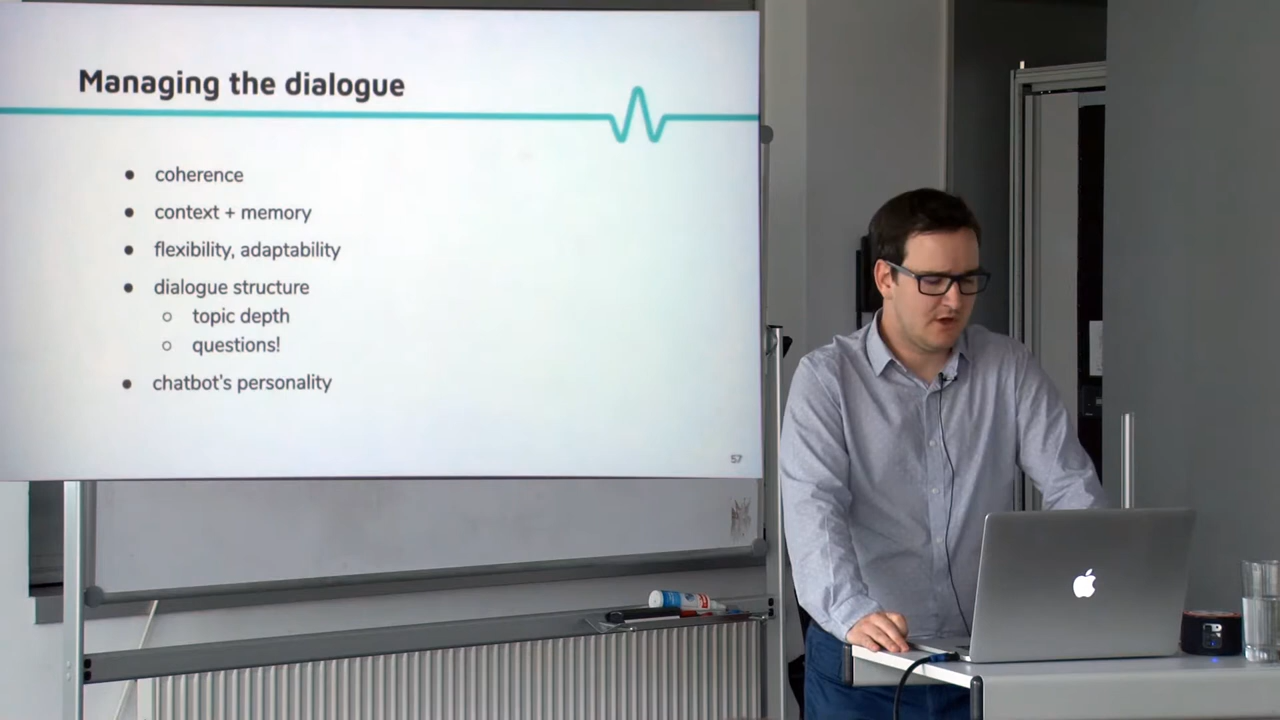 Managing the dialogue
● coherence
● context + memory
● flexibility, adaptability
● dialogue structure
○ topic depth
○ questions!
● chatbot's personality
57